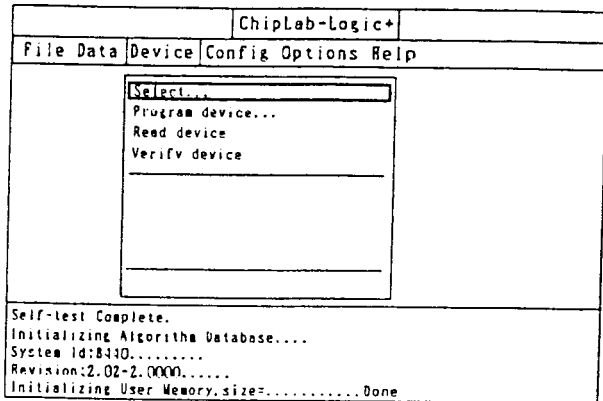 ChipLab-Logic+
File Data Device Config Options Help
Select...
Program device...
Read device
Verify device
Self-test Complete.
Initializing Algorithm Database....
System Id:8440.........
Revision:2.02-2.0000......
Initializing User Memory,size=...........Done